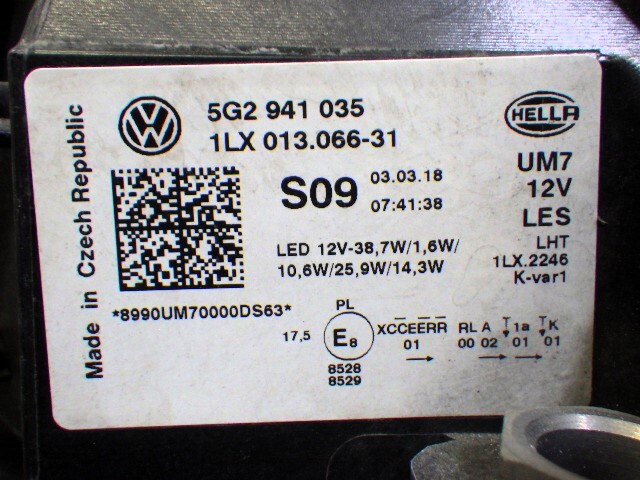 Made in Czech Republic
5G2 941 035
1LX 013.066-31
HELLA
S09
03.03.18
07:41:38
UM7
12V
LES
LHT
1LX.2246
K-var1
LED 12V-38,7W/1,6W/
10,6W/25,9W/14,3W
*8990UM70000DS63*
PL
17,5 E8 XCCEERR RL A 1a K
01 00 02 01 01
8528
8529